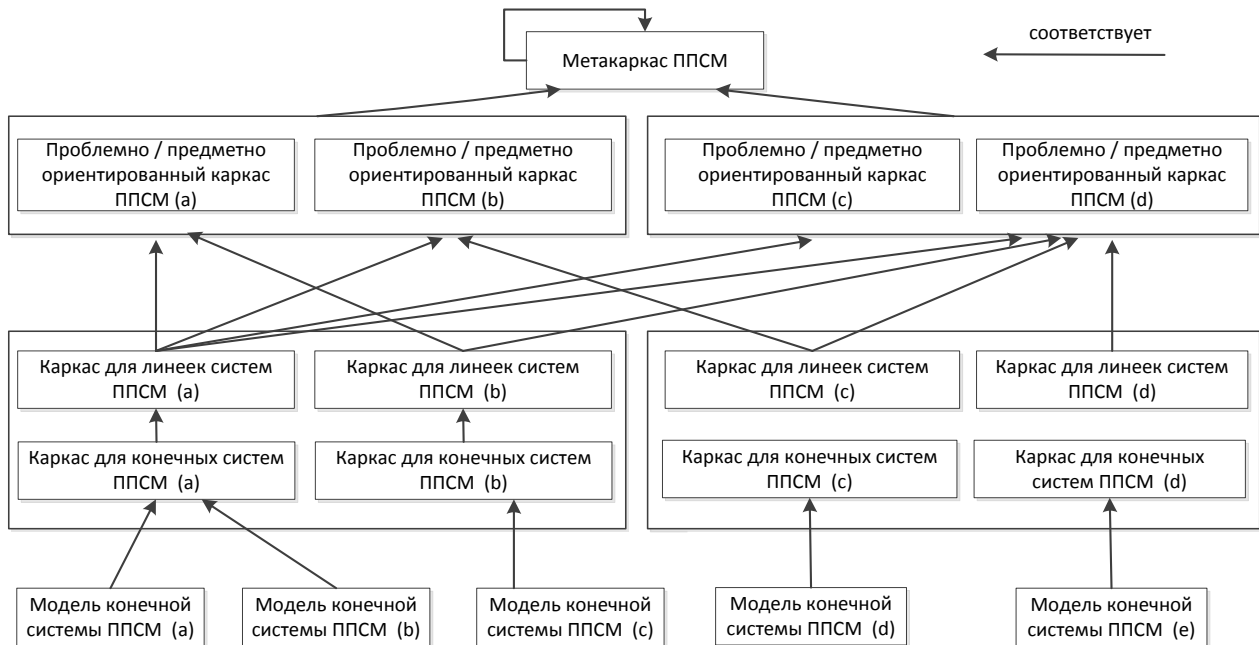 соответствует
Метакаркас ППСМ
Проблемно / предметно
ориентированный каркас
ППСМ (a)
Проблемно / предметно
ориентированный каркас
ППСМ (b)
Проблемно / предметно
ориентированный каркас
ППСМ (c)
Проблемно / предметно
ориентированный каркас
ППСМ (d)
Каркас для линеек систем
ППСМ (a)
Каркас для линеек систем
ППСМ (b)
Каркас для линеек систем
ППСМ (c)
Каркас для линеек систем
ППСМ (d)
Каркас для конечных систем
ППСМ (a)
Каркас для конечных систем
ППСМ (b)
Каркас для конечных систем
ППСМ (c)
Каркас для конечных
систем ППСМ (d)
Модель конечной
системы ППСМ (a)
Модель конечной
системы ППСМ (b)
Модель конечной
системы ППСМ (c)
Модель конечной
системы ППСМ (d)
Модель конечной
системы ППСМ (e)